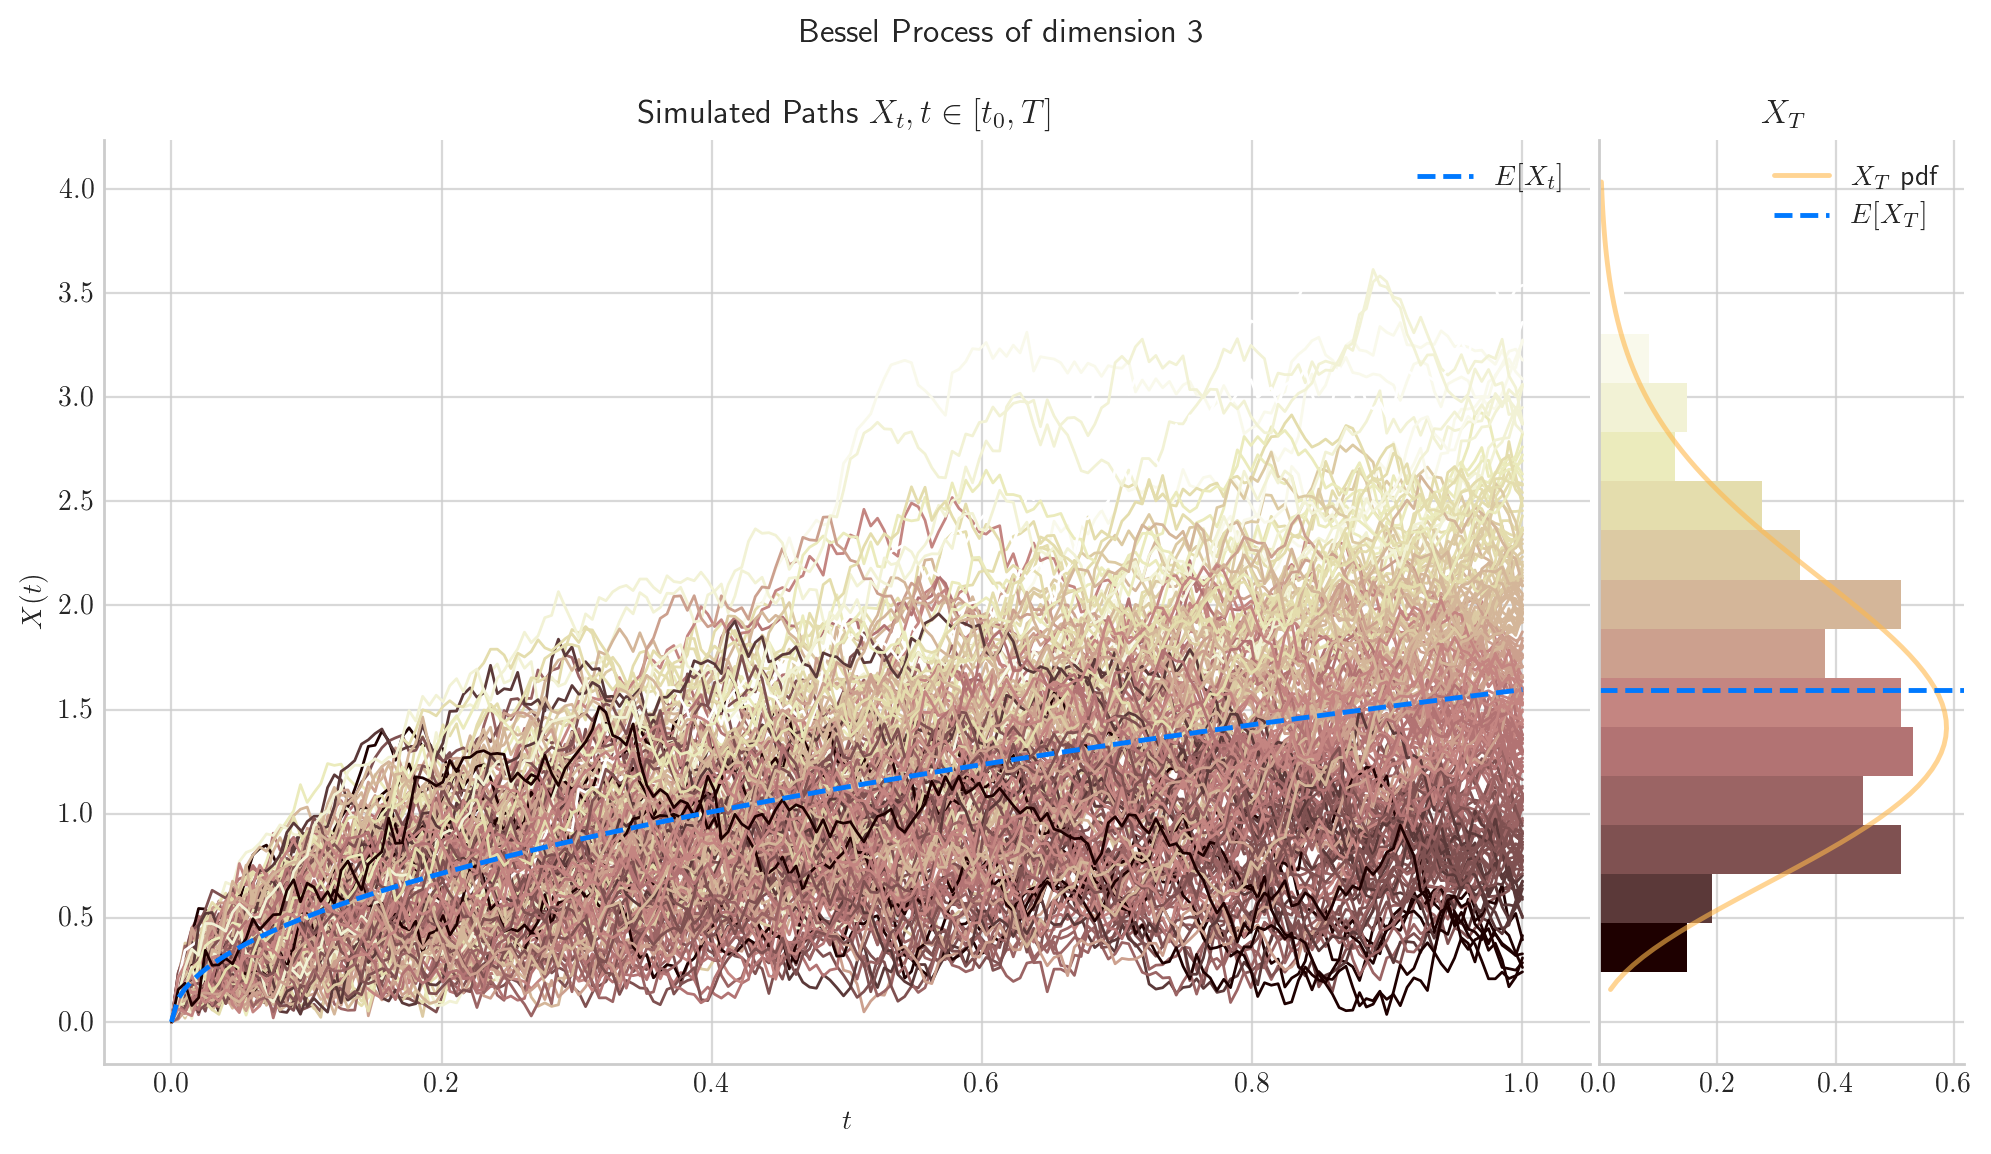 Bessel Process of dimension 3
Simulated Paths $X_t, t \in [t_0, T]$
$X_T$
$E[X_t]$
$X_T$ pdf
$E[X_T]$
4.0
3.5
3.0
2.5
2.0
1.5
1.0
0.5
0.0
$X(t)$
0.0 0.2 0.4 0.6 0.8 1.0
0.0 0.2 0.4 0.6
$t$